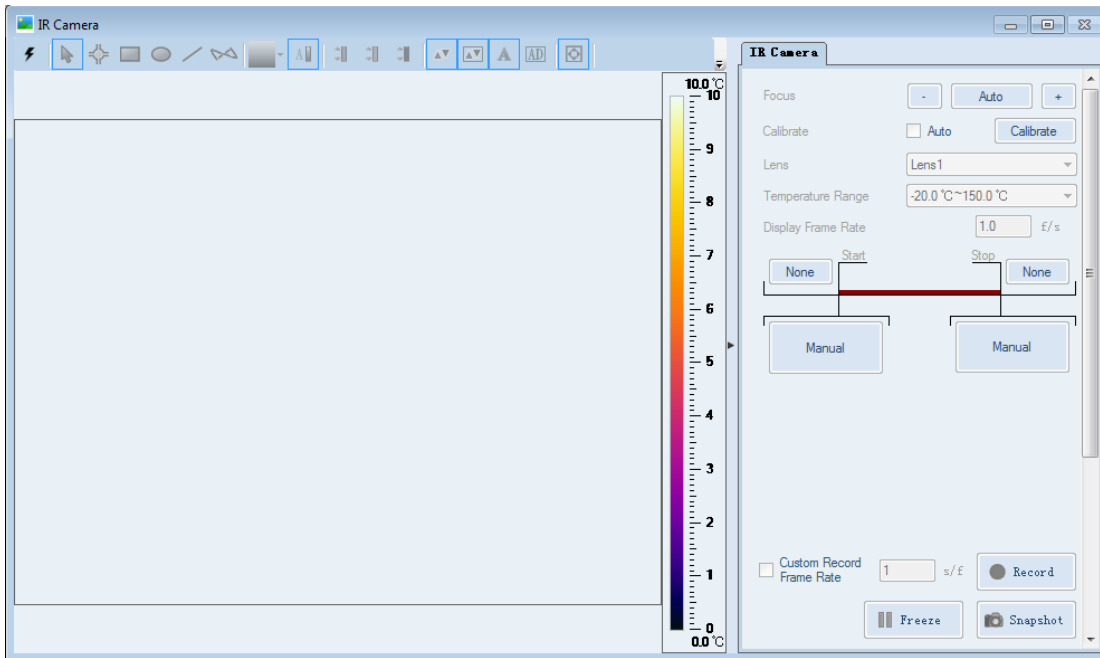 IR Camera
A
A
AD
IR Camera
Focus
-
Auto
+
Calibrate
Auto
Calibrate
Lens
Lens1
Temperature Range
-20.0 °C~150.0 °C
Display Frame Rate
1.0
f/s
Start
Stop
None
None
Manual
Manual
Custom Record
Frame Rate
1
s/f
Record
Freeze
Snapshot
10.0 °C
10
9
8
7
6
5
4
3
2
1
0
0.0 °C